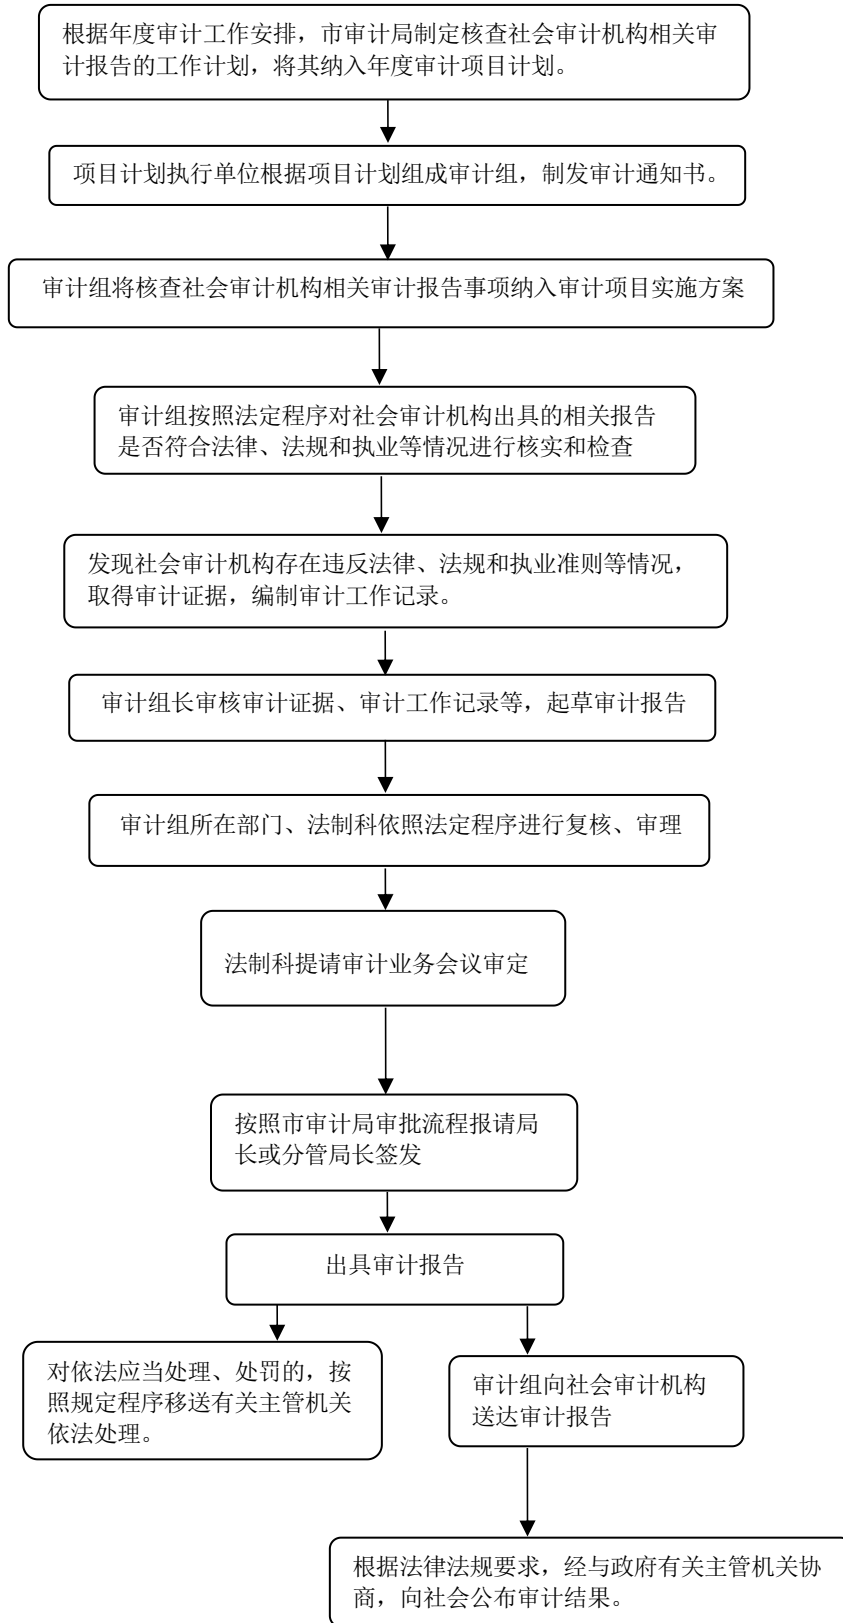 根据年度审计工作安排，市审计局制定核查社会审计机构相关审
计报告的工作计划，将其纳入年度审计项目计划。
项目计划执行单位根据项目计划组成审计组，制发审计通知书。
审计组将核查社会审计机构相关审计报告事项纳入审计项目实施方案
审计组按照法定程序对社会审计机构出具的相关报告
是否符合法律、法规和执业等情况进行核实和检查
发现社会审计机构存在违反法律、法规和执业准则等情况，
取得审计证据，编制审计工作记录。
审计组长审核审计证据、审计工作记录等，起草审计报告
审计组所在部门、法制科依照法定程序进行复核、审理
法制科提请审计业务会议审定
按照市审计局审批流程报请局
长或分管局长签发
出具审计报告
对依法应当处理、处罚的，按
照规定程序移送有关主管机关
依法处理。
审计组向社会审计机构
送达审计报告
根据法律法规要求，经与政府有关主管机关协
商，向社会公布审计结果。